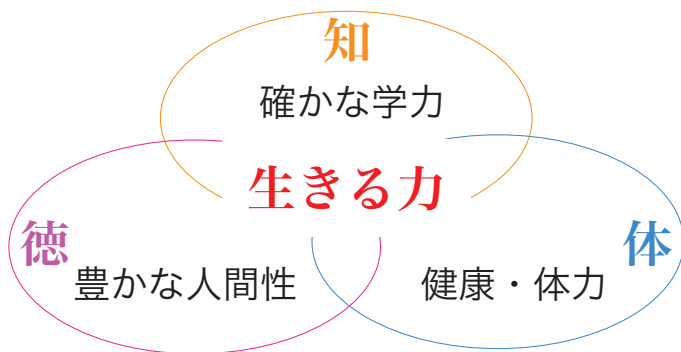 知
確かな学力
生きる力
徳
豊かな人間性
体
健康・体力